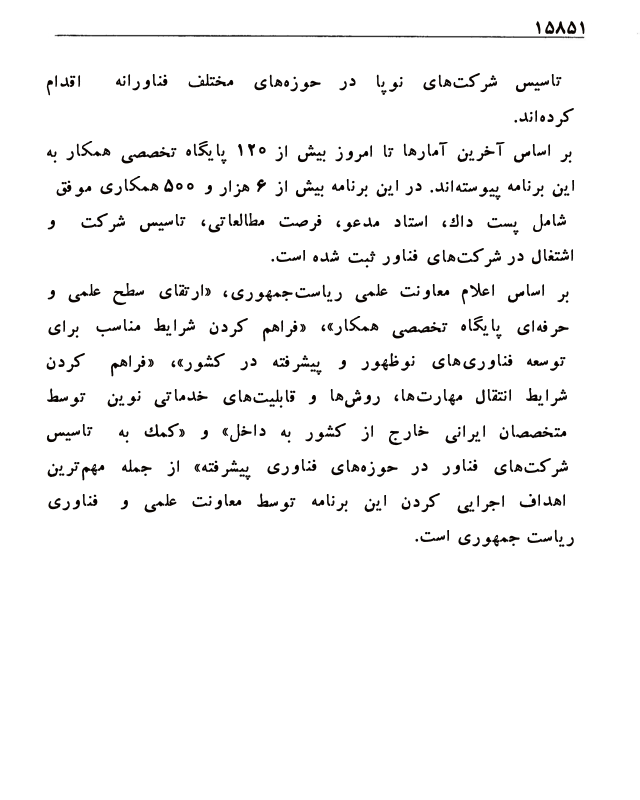 ۱۵۸۵۱
تاسیس شرکت‌های نوپا در حوزه‌های مختلف فناورانه اقدام
کرده‌اند.
بر اساس آخرین آمارها تا امروز بیش از ۱۲۰ پایگاه تخصصی همکار به
این برنامه پیوسته‌اند. در این برنامه بیش از ۶ هزار و ۵۰۰ همکاری موفق
شامل پست داك، استاد مدعو، فرصت مطالعاتی، تاسیس شرکت و
اشتغال در شرکت‌های فناور ثبت شده است.
بر اساس اعلام معاونت علمی ریاست‌جمهوری، «ارتقای سطح علمی و
حرفه‌ای پایگاه تخصصی همکار»، «فراهم کردن شرایط مناسب برای
توسعه فناوری‌های نوظهور و پیشرفته در کشور»، «فراهم کردن
شرایط انتقال مهارت‌ها، روش‌ها و قابلیت‌های خدماتی نوین توسط
متخصصان ایرانی خارج از کشور به داخل» و «کمك به تاسیس
شرکت‌های فناور در حوزه‌های فناوری پیشرفته» از جمله مهم‌ترین
اهداف اجرایی کردن این برنامه توسط معاونت علمی و فناوری
ریاست جمهوری است.